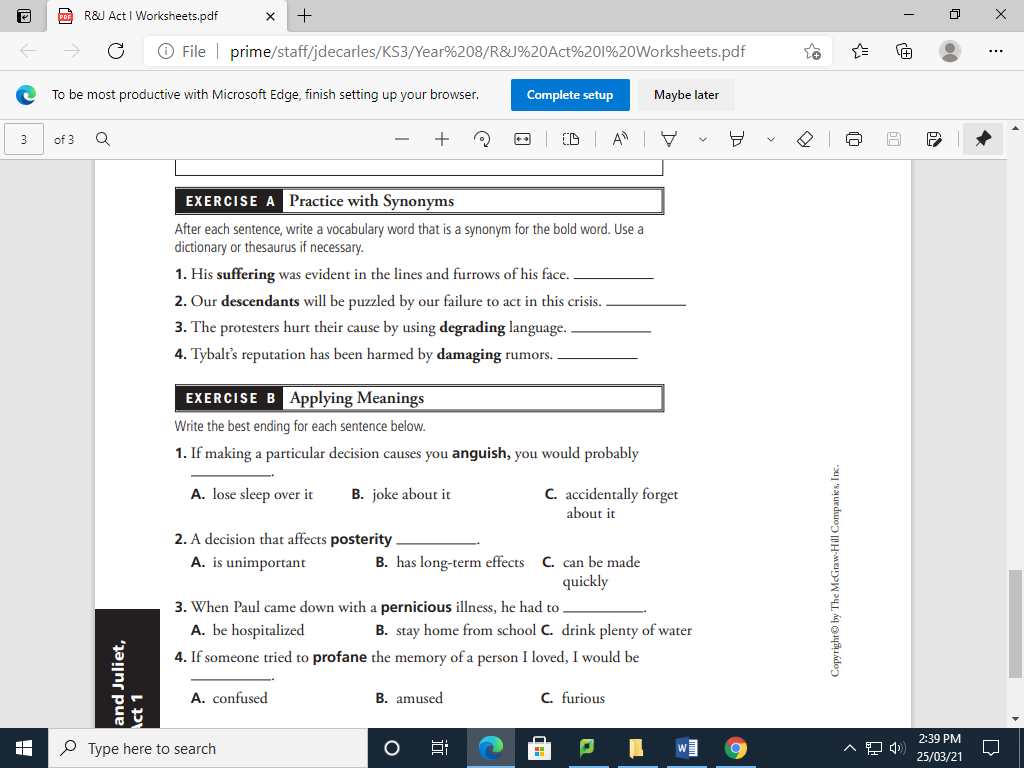 R&J Act I Worksheets.pdf
File prime/staff/jdecarles/KS3/Year%208/R&J%20Act%20I%20Worksheets.pdf
To be most productive with Microsoft Edge, finish setting up your browser. Complete setup Maybe later
3 of 3
EXERCISE A Practice with Synonyms
After each sentence, write a vocabulary word that is a synonym for the bold word. Use a
dictionary or thesaurus if necessary.
1. His suffering was evident in the lines and furrows of his face. __________
2. Our descendants will be puzzled by our failure to act in this crisis. __________
3. The protesters hurt their cause by using degrading language. __________
4. Tybalt's reputation has been harmed by damaging rumors. __________
EXERCISE B Applying Meanings
Write the best ending for each sentence below.
1. If making a particular decision causes you anguish, you would probably
__________.
A. lose sleep over it B. joke about it C. accidentally forget
about it
2. A decision that affects posterity __________.
A. is unimportant B. has long-term effects C. can be made
quickly
3. When Paul came down with a pernicious illness, he had to __________.
A. be hospitalized B. stay home from school C. drink plenty of water
4. If someone tried to profane the memory of a person I loved, I would be
__________.
A. confused B. amused C. furious
and Juliet,
Act 1
Copyright© by The McGraw-Hill Companies, Inc.
Type here to search
2:39 PM
25/03/21